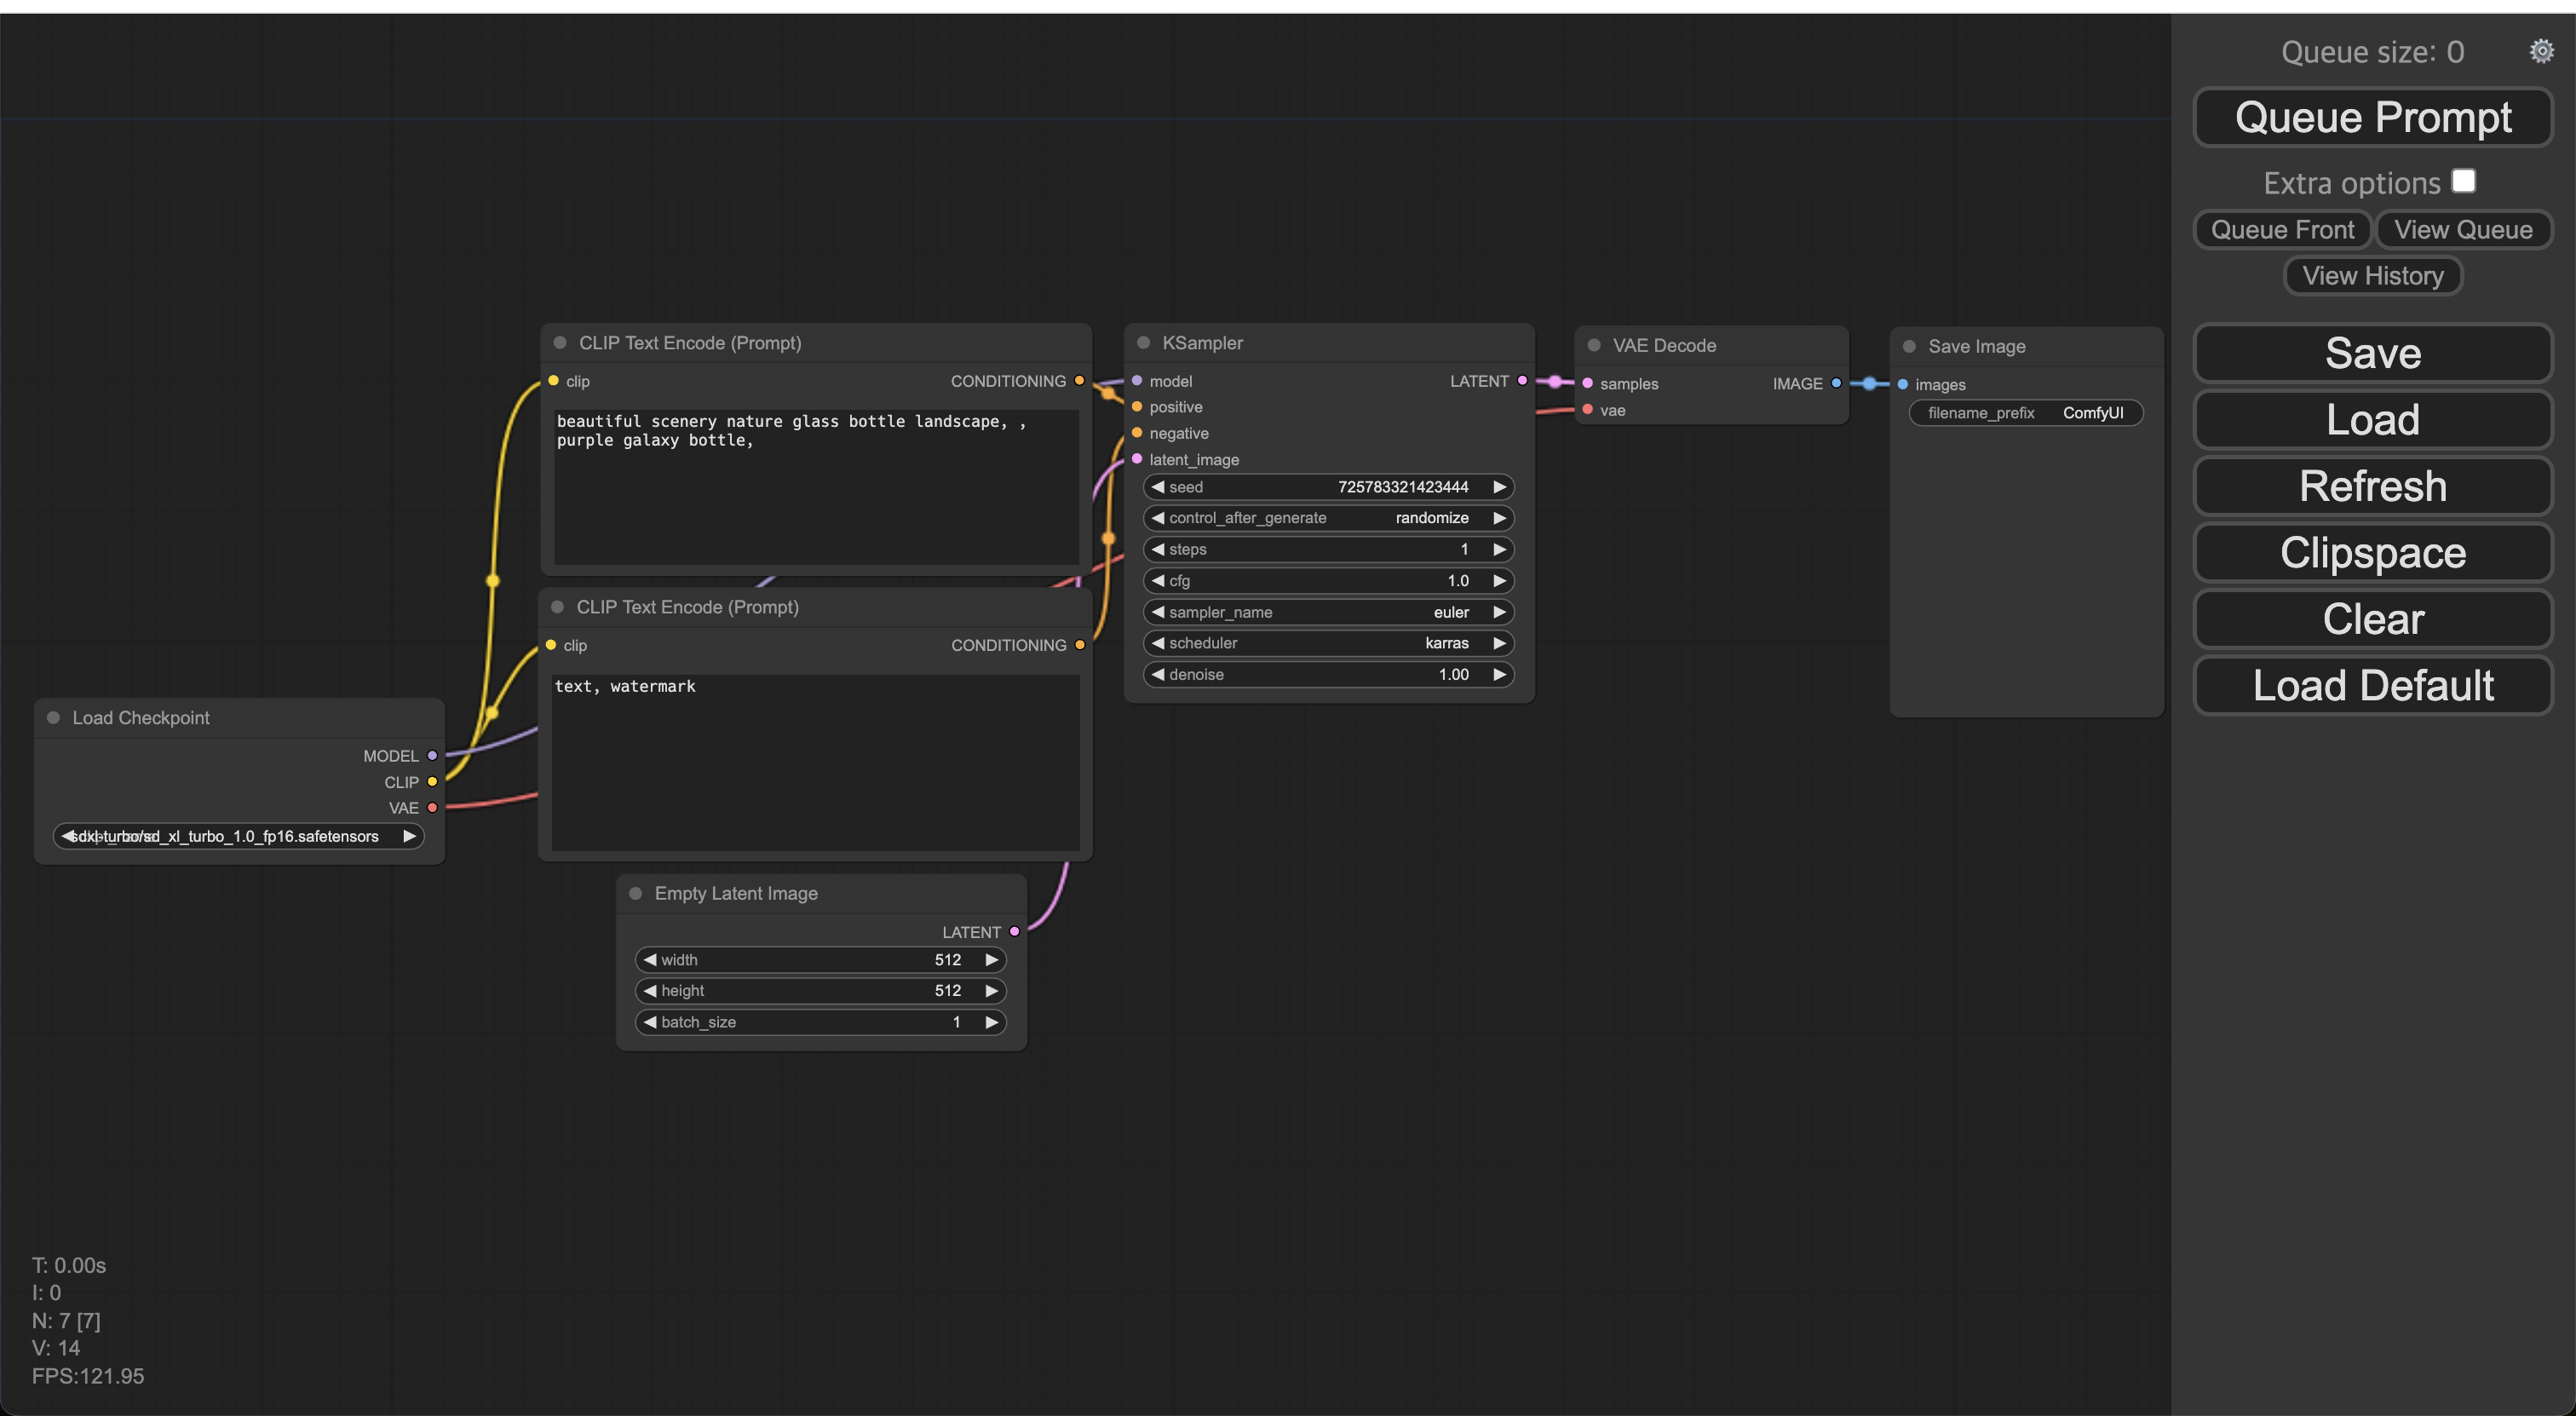 Queue size: 0
Queue Prompt
Extra options
Queue Front View Queue
View History
Save
Load
Refresh
Clipspace
Clear
Load Default
CLIP Text Encode (Prompt)
clip CONDITIONING
beautiful scenery nature glass bottle landscape, ,
purple galaxy bottle,
CLIP Text Encode (Prompt)
clip CONDITIONING
text, watermark
Load Checkpoint
MODEL
CLIP
VAE
sd_xl_turbo_1.0_fp16.safetensors
Empty Latent Image
LATENT
width 512
height 512
batch_size 1
KSampler
model LATENT
positive
negative
latent_image
seed 725783321423444
control_after_generate randomize
steps 1
cfg 1.0
sampler_name euler
scheduler karras
denoise 1.00
VAE Decode
samples IMAGE
vae
Save Image
images
filename_prefix ComfyUI
T: 0.00s
I: 0
N: 7 [7]
V: 14
FPS:121.95